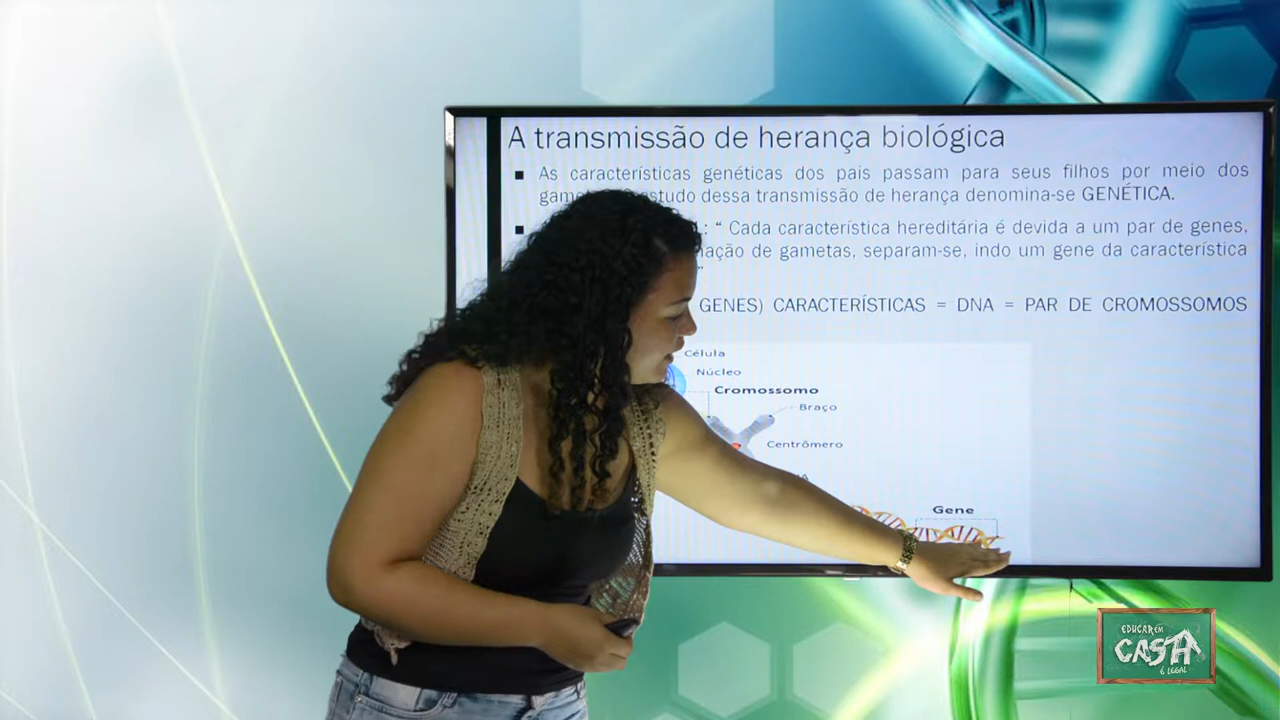 A transmissão de herança biológica
As características genéticas dos pais passam para seus filhos por meio dos
estudo dessa transmissão de herança denomina-se GENÉTICA.
: “ Cada característica hereditária é devida a um par de genes,
de gametas, separam-se, indo um gene da característica
”
GENES) CARACTERÍSTICAS = DNA = PAR DE CROMOSSOMOS
Célula
Núcleo
Cromossomo
Braço
Centrômero
Gene
EDUCAR EM
CASA
É LEGAL